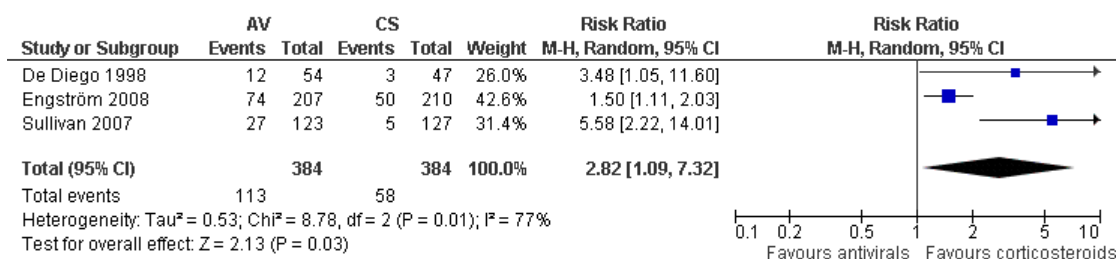 AV CS Risk Ratio Risk Ratio
Study or Subgroup Events Total Events Total Weight M-H, Random, 95% CI M-H, Random, 95% CI
De Diego 1998 12 54 3 47 26.0% 3.48 [1.05, 11.60]
Engström 2008 74 207 50 210 42.6% 1.50 [1.11, 2.03]
Sullivan 2007 27 123 5 127 31.4% 5.58 [2.22, 14.01]
Total (95% CI) 384 384 100.0% 2.82 [1.09, 7.32]
Total events 113 58
Heterogeneity: Tau² = 0.53; Chi² = 8.78, df = 2 (P = 0.01); I² = 77%
Test for overall effect: Z = 2.13 (P = 0.03)
0.1 0.2 0.5 1 2 5 10
Favours antivirals Favours corticosteroids